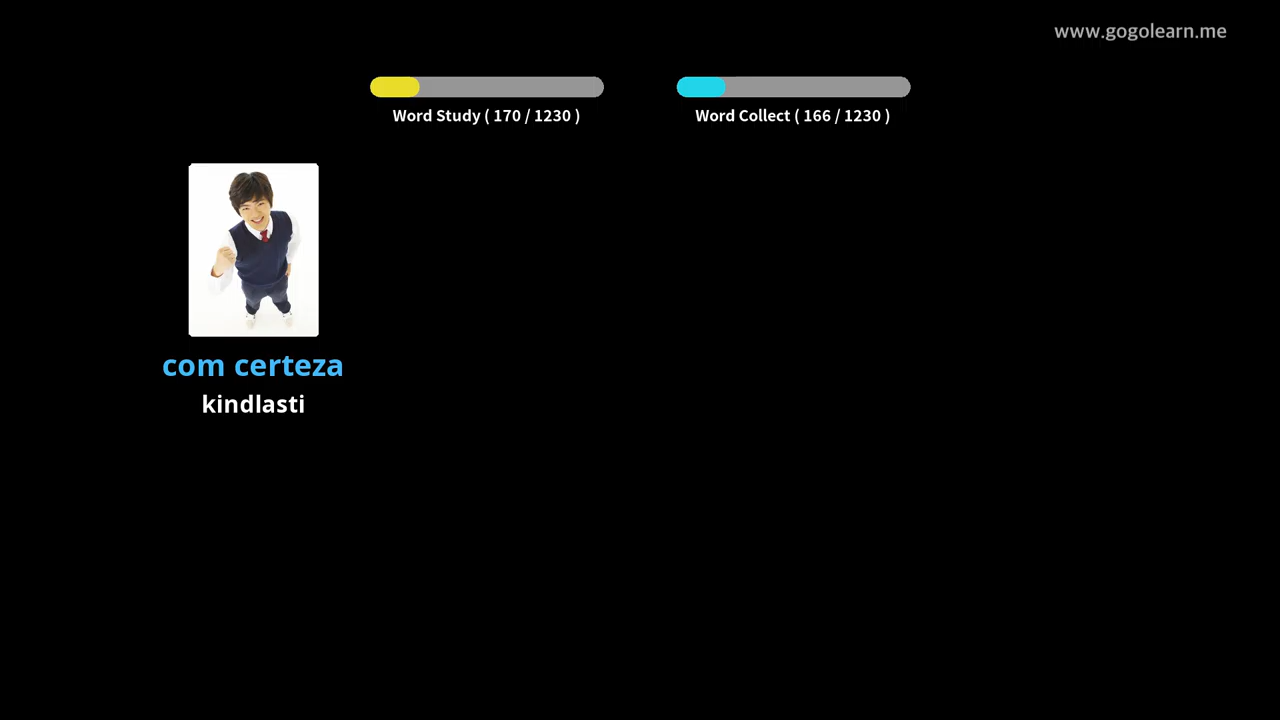 www.gogolearn.me
Word Study ( 170 / 1230 )
Word Collect ( 166 / 1230 )
com certeza
kindlasti